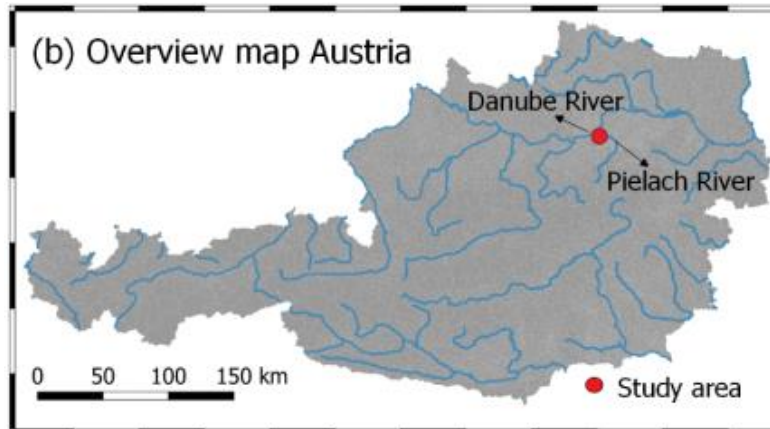 (b) Overview map Austria
Danube River
Pielach River
0 50 100 150 km
Study area